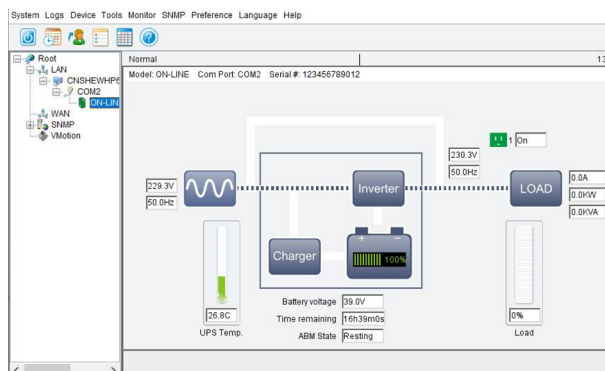 System Logs Device Tools Monitor SNMP Preference Language Help
Root
LAN
CNSHEWHP6
COM2
ON-LIN
WAN
SNMP
VMotion
Normal
13
Model: ON-LINE Com Port: COM2 Serial #: 123456789012
1 On
230.3V
50.0Hz
229.3V
50.0Hz
Inverter
LOAD
0.0A
0.0KW
0.0KVA
Charger
+ −
100%
26.8C
UPS Temp.
Battery voltage 39.0V
Time remaining 16h39m0s
ABM State Resting
0%
Load